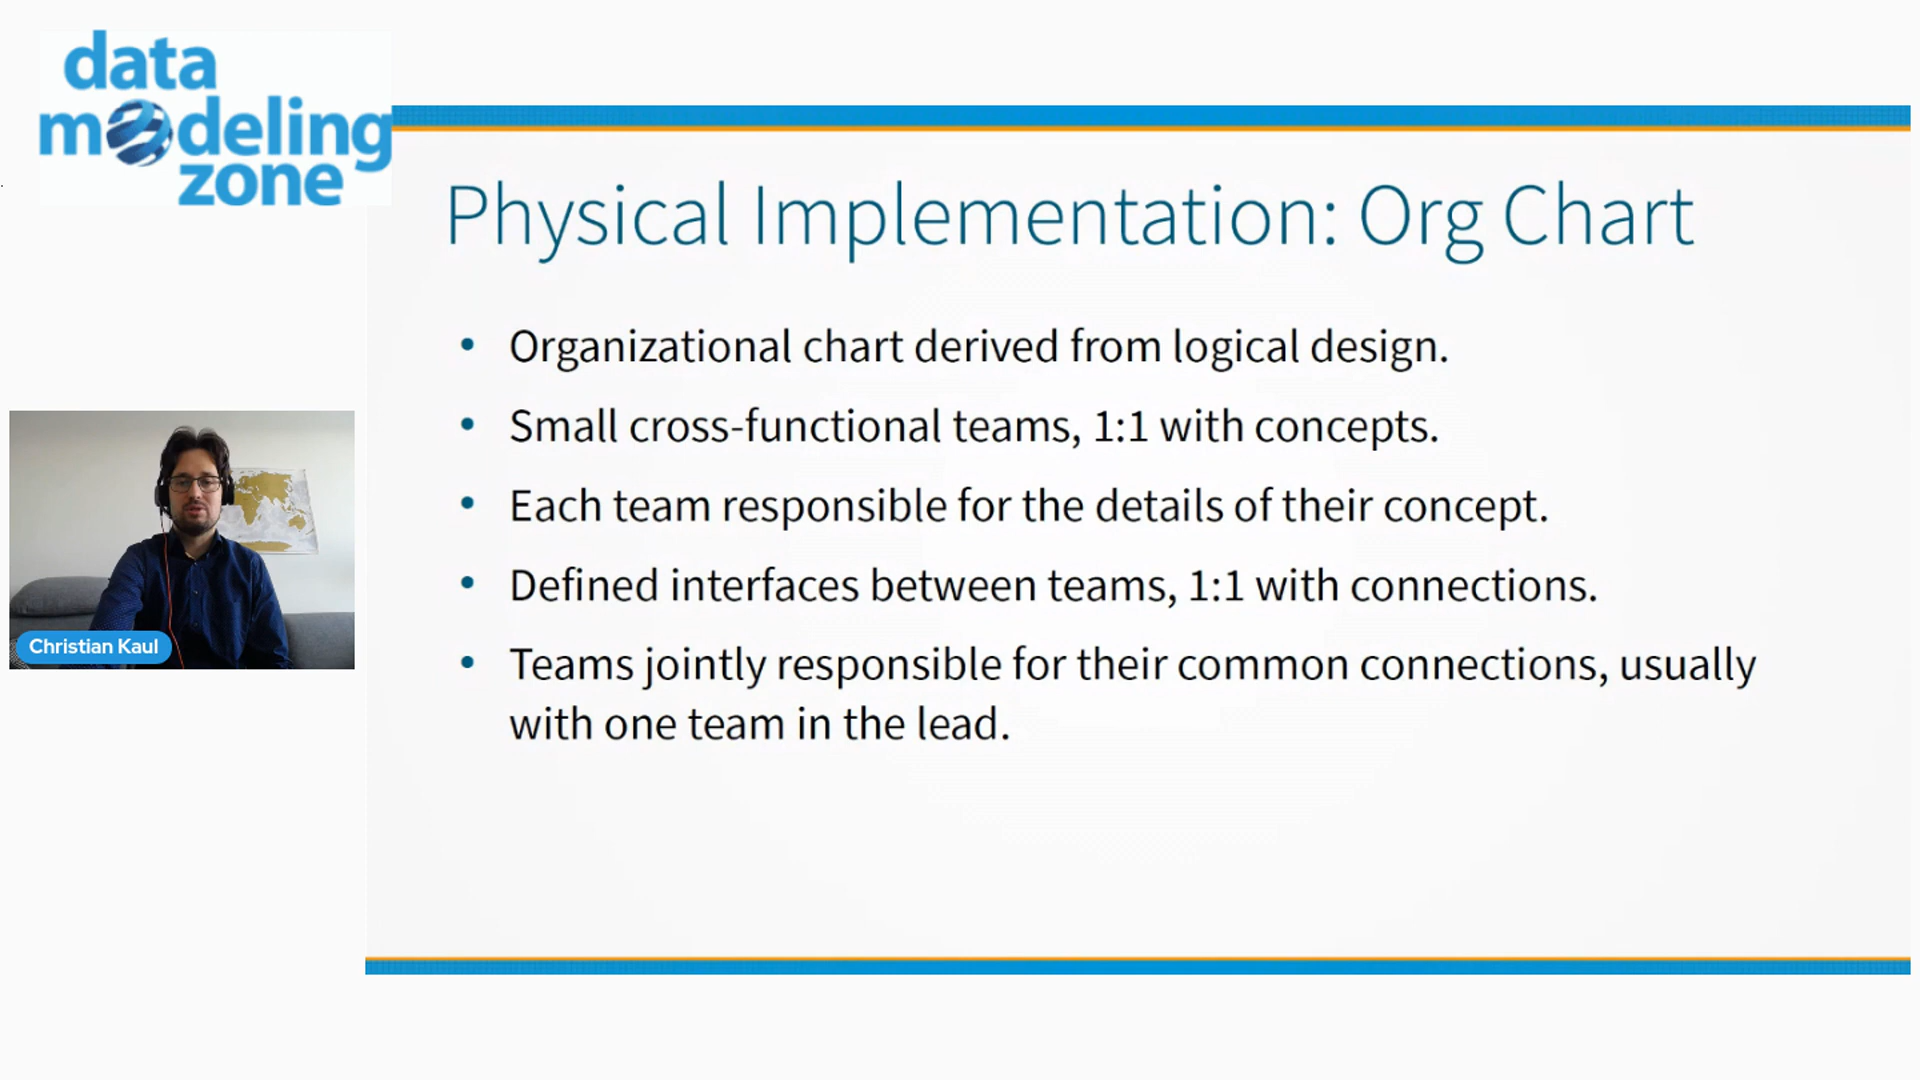 data
modeling
zone
Physical Implementation: Org Chart
• Organizational chart derived from logical design.
• Small cross-functional teams, 1:1 with concepts.
• Each team responsible for the details of their concept.
• Defined interfaces between teams, 1:1 with connections.
• Teams jointly responsible for their common connections, usually
with one team in the lead.
Christian Kaul